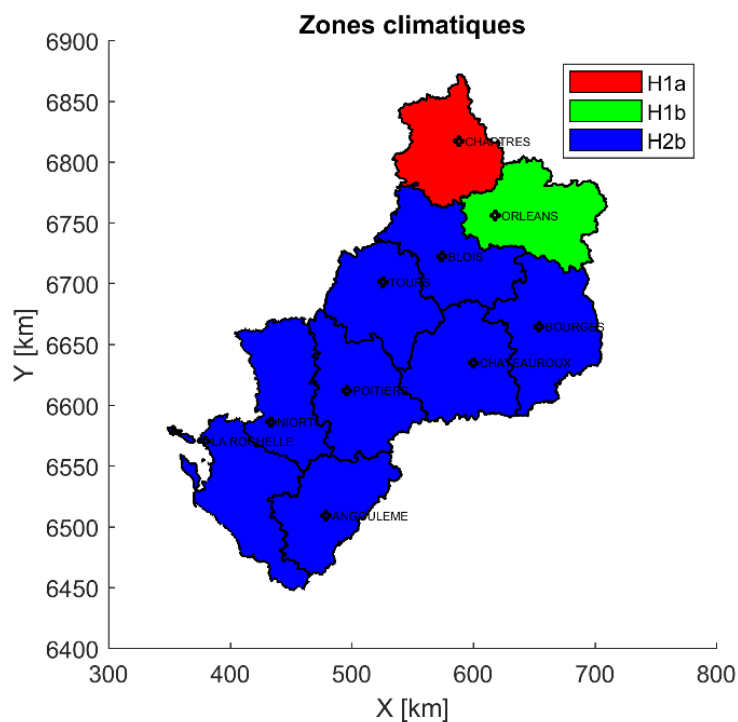 Zones climatiques
6900
6850
6800
6750
6700
6650
6600
6550
6500
6450
6400
Y [km]
H1a
H1b
H2b
CHARTRES
ORLEANS
BLOIS
TOURS
BOURGES
CHATEAUROUX
POITIERS
NIORT
LA ROCHELLE
ANGOULEME
300 400 500 600 700 800
X [km]